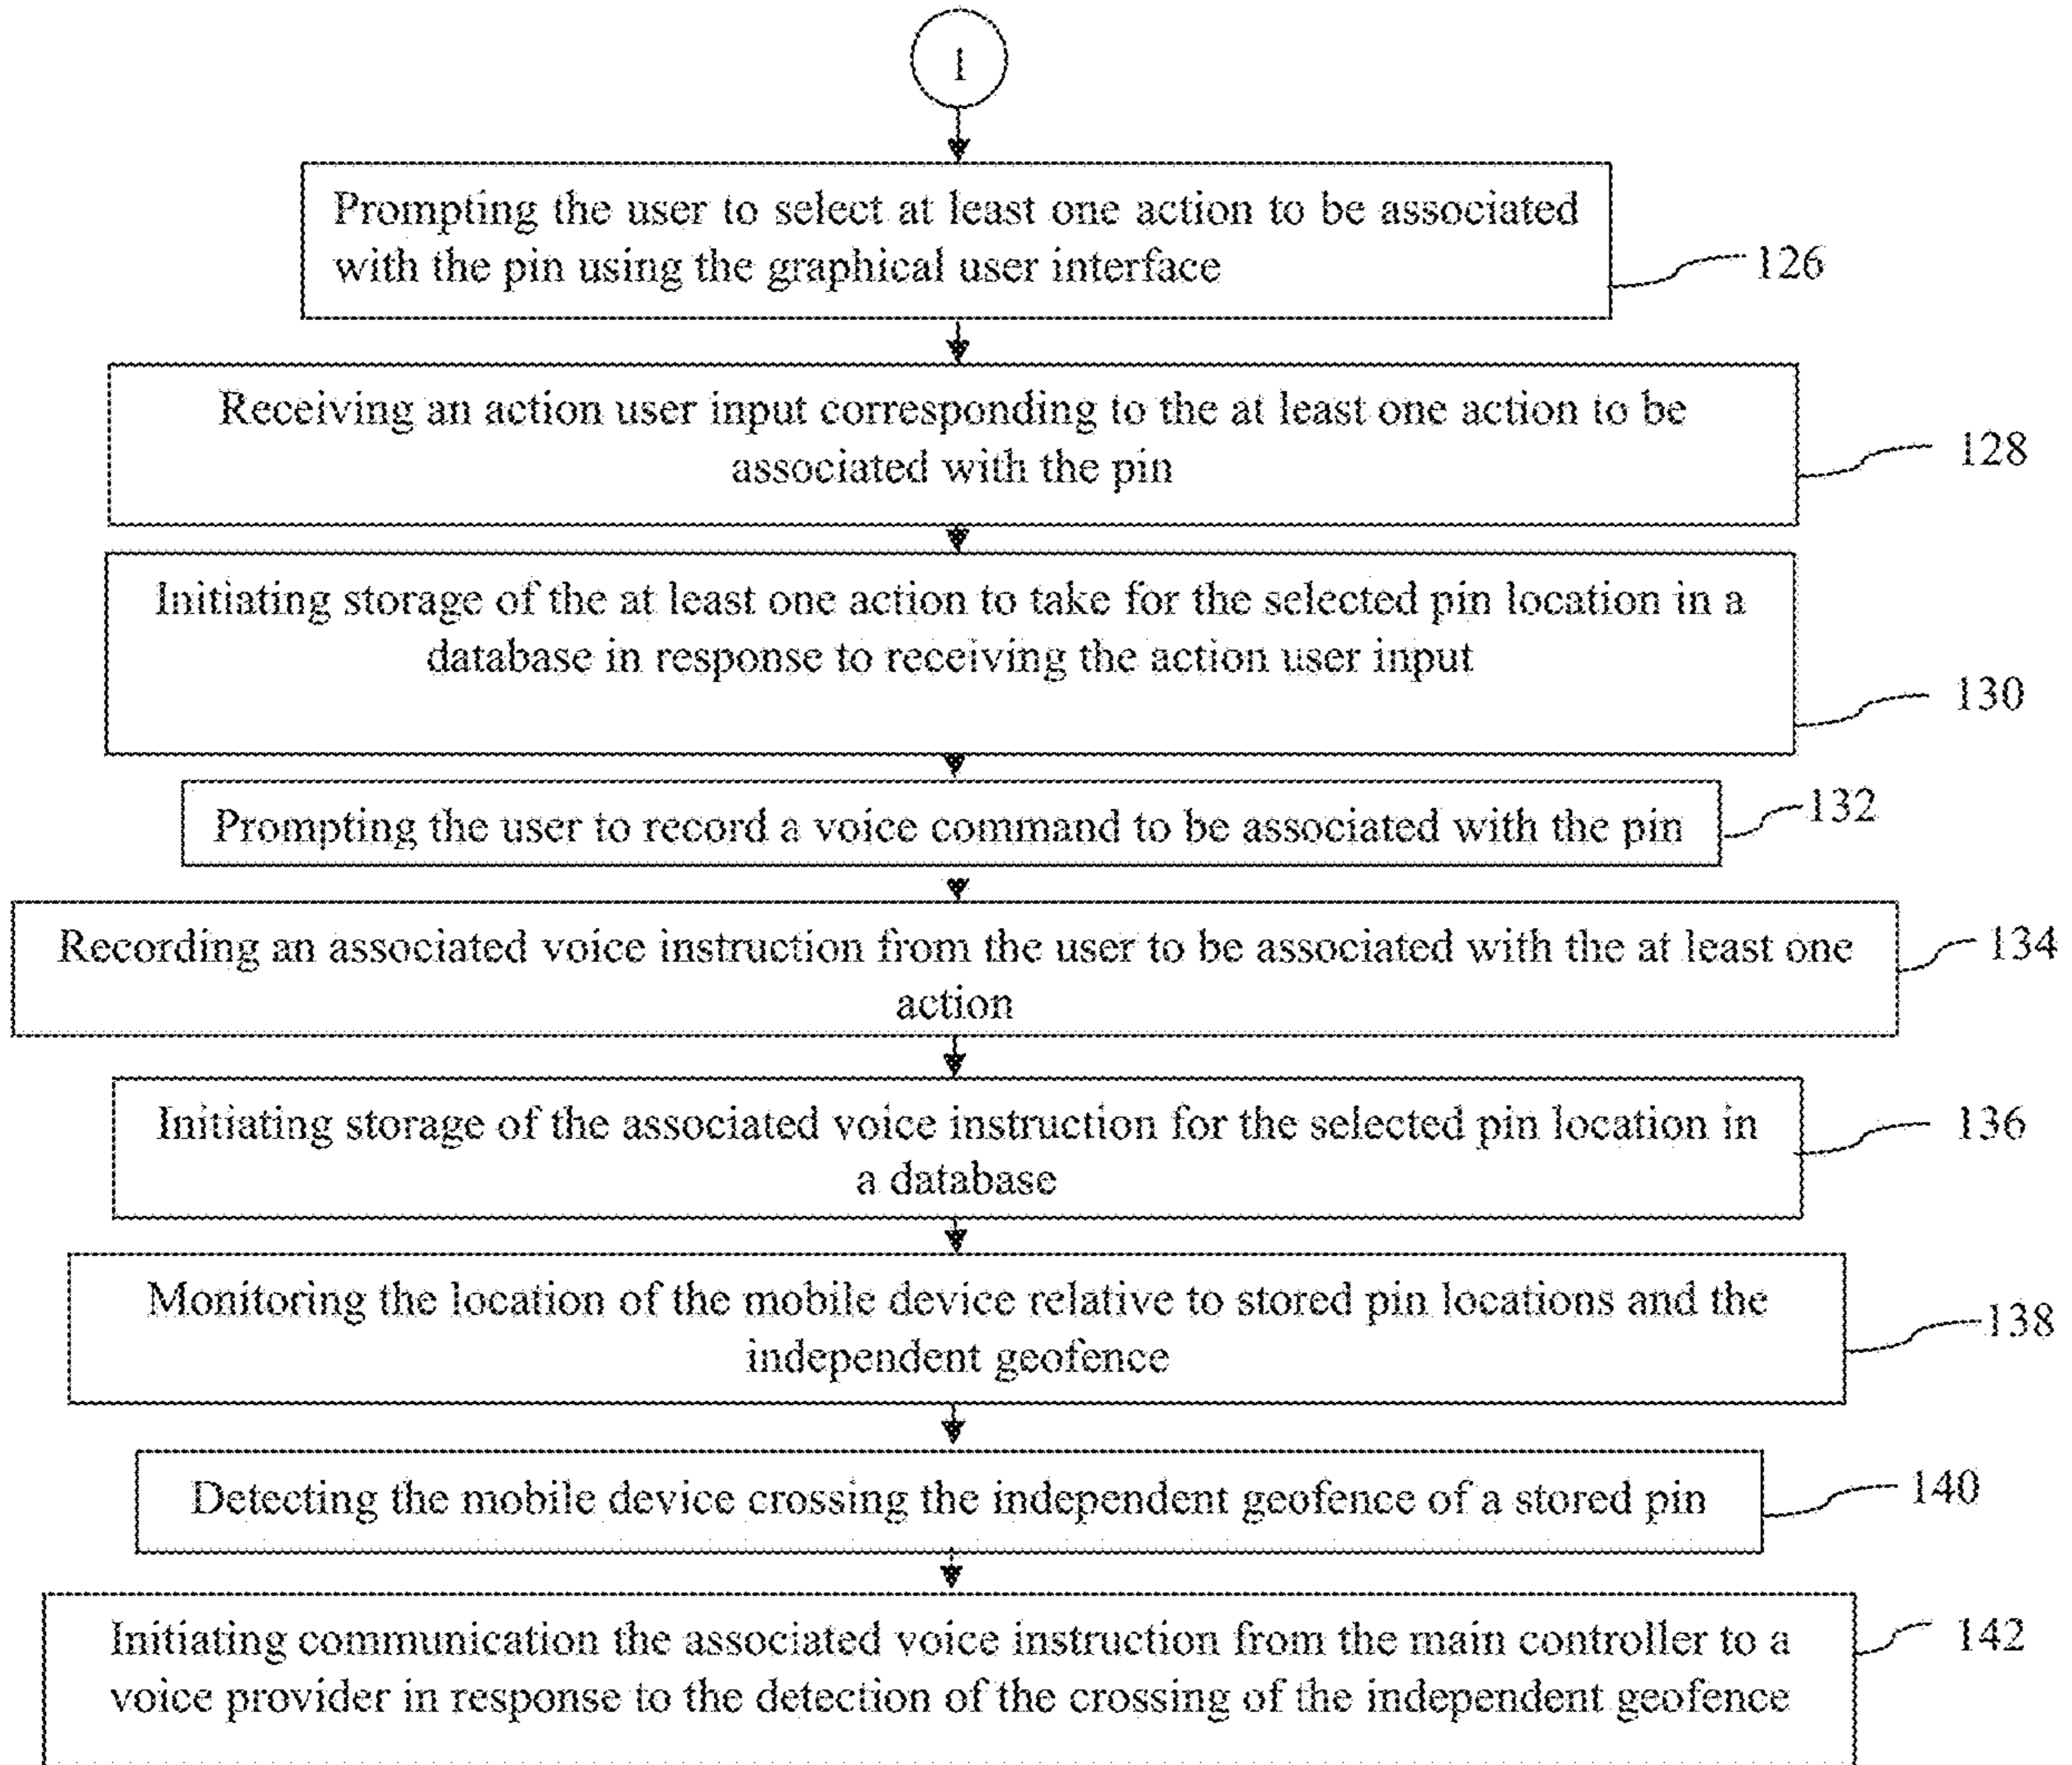 1
Prompting the user to select at least one action to be associated
with the pin using the graphical user interface
126
Receiving an action user input corresponding to the at least one action to be
associated with the pin
128
Initiating storage of the at least one action to take for the selected pin location in a
database in response to receiving the action user input
130
Prompting the user to record a voice command to be associated with the pin
132
Recording an associated voice instruction from the user to be associated with the at least one
action
134
Initiating storage of the associated voice instruction for the selected pin location in
a database
136
Monitoring the location of the mobile device relative to stored pin locations and the
independent geofence
138
Detecting the mobile device crossing the independent geofence of a stored pin
140
Initiating communication the associated voice instruction from the main controller to a
voice provider in response to the detection of the crossing of the independent geofence
142